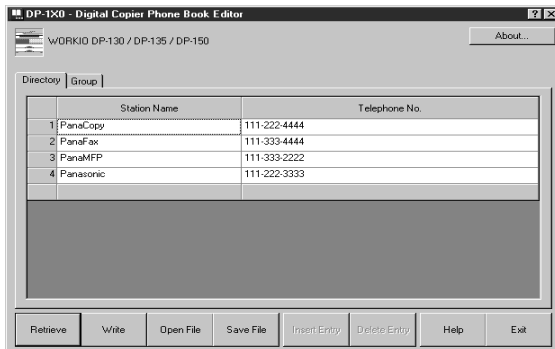 DP-1X0 - Digital Copier Phone Book Editor
WORKIO DP-130 / DP-135 / DP-150
About...
Directory Group
Station Name Telephone No.
1 PanaCopy 111-222-4444
2 PanaFax 111-333-4444
3 PanaMFP 111-333-2222
4 Panasonic 111-222-3333
Retrieve Write Open File Save File Insert Entry Delete Entry Help Exit